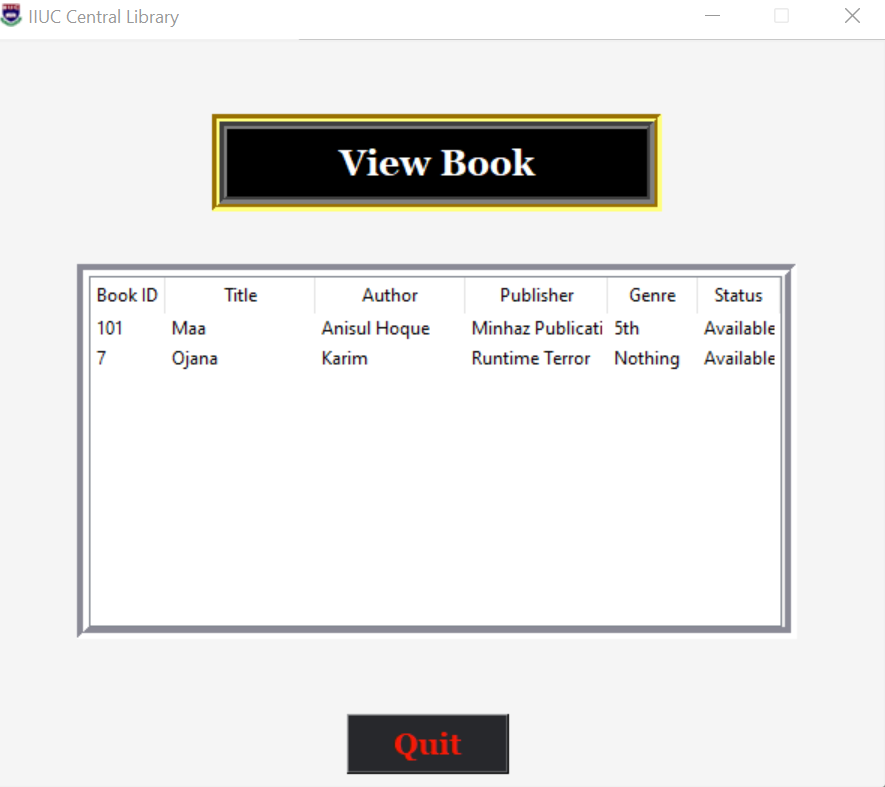 IIUC Central Library
View Book
Book ID Title Author Publisher Genre Status
101 Maa Anisul Hoque Minhaz Publicati 5th Available
7 Ojana Karim Runtime Terror Nothing Available
Quit